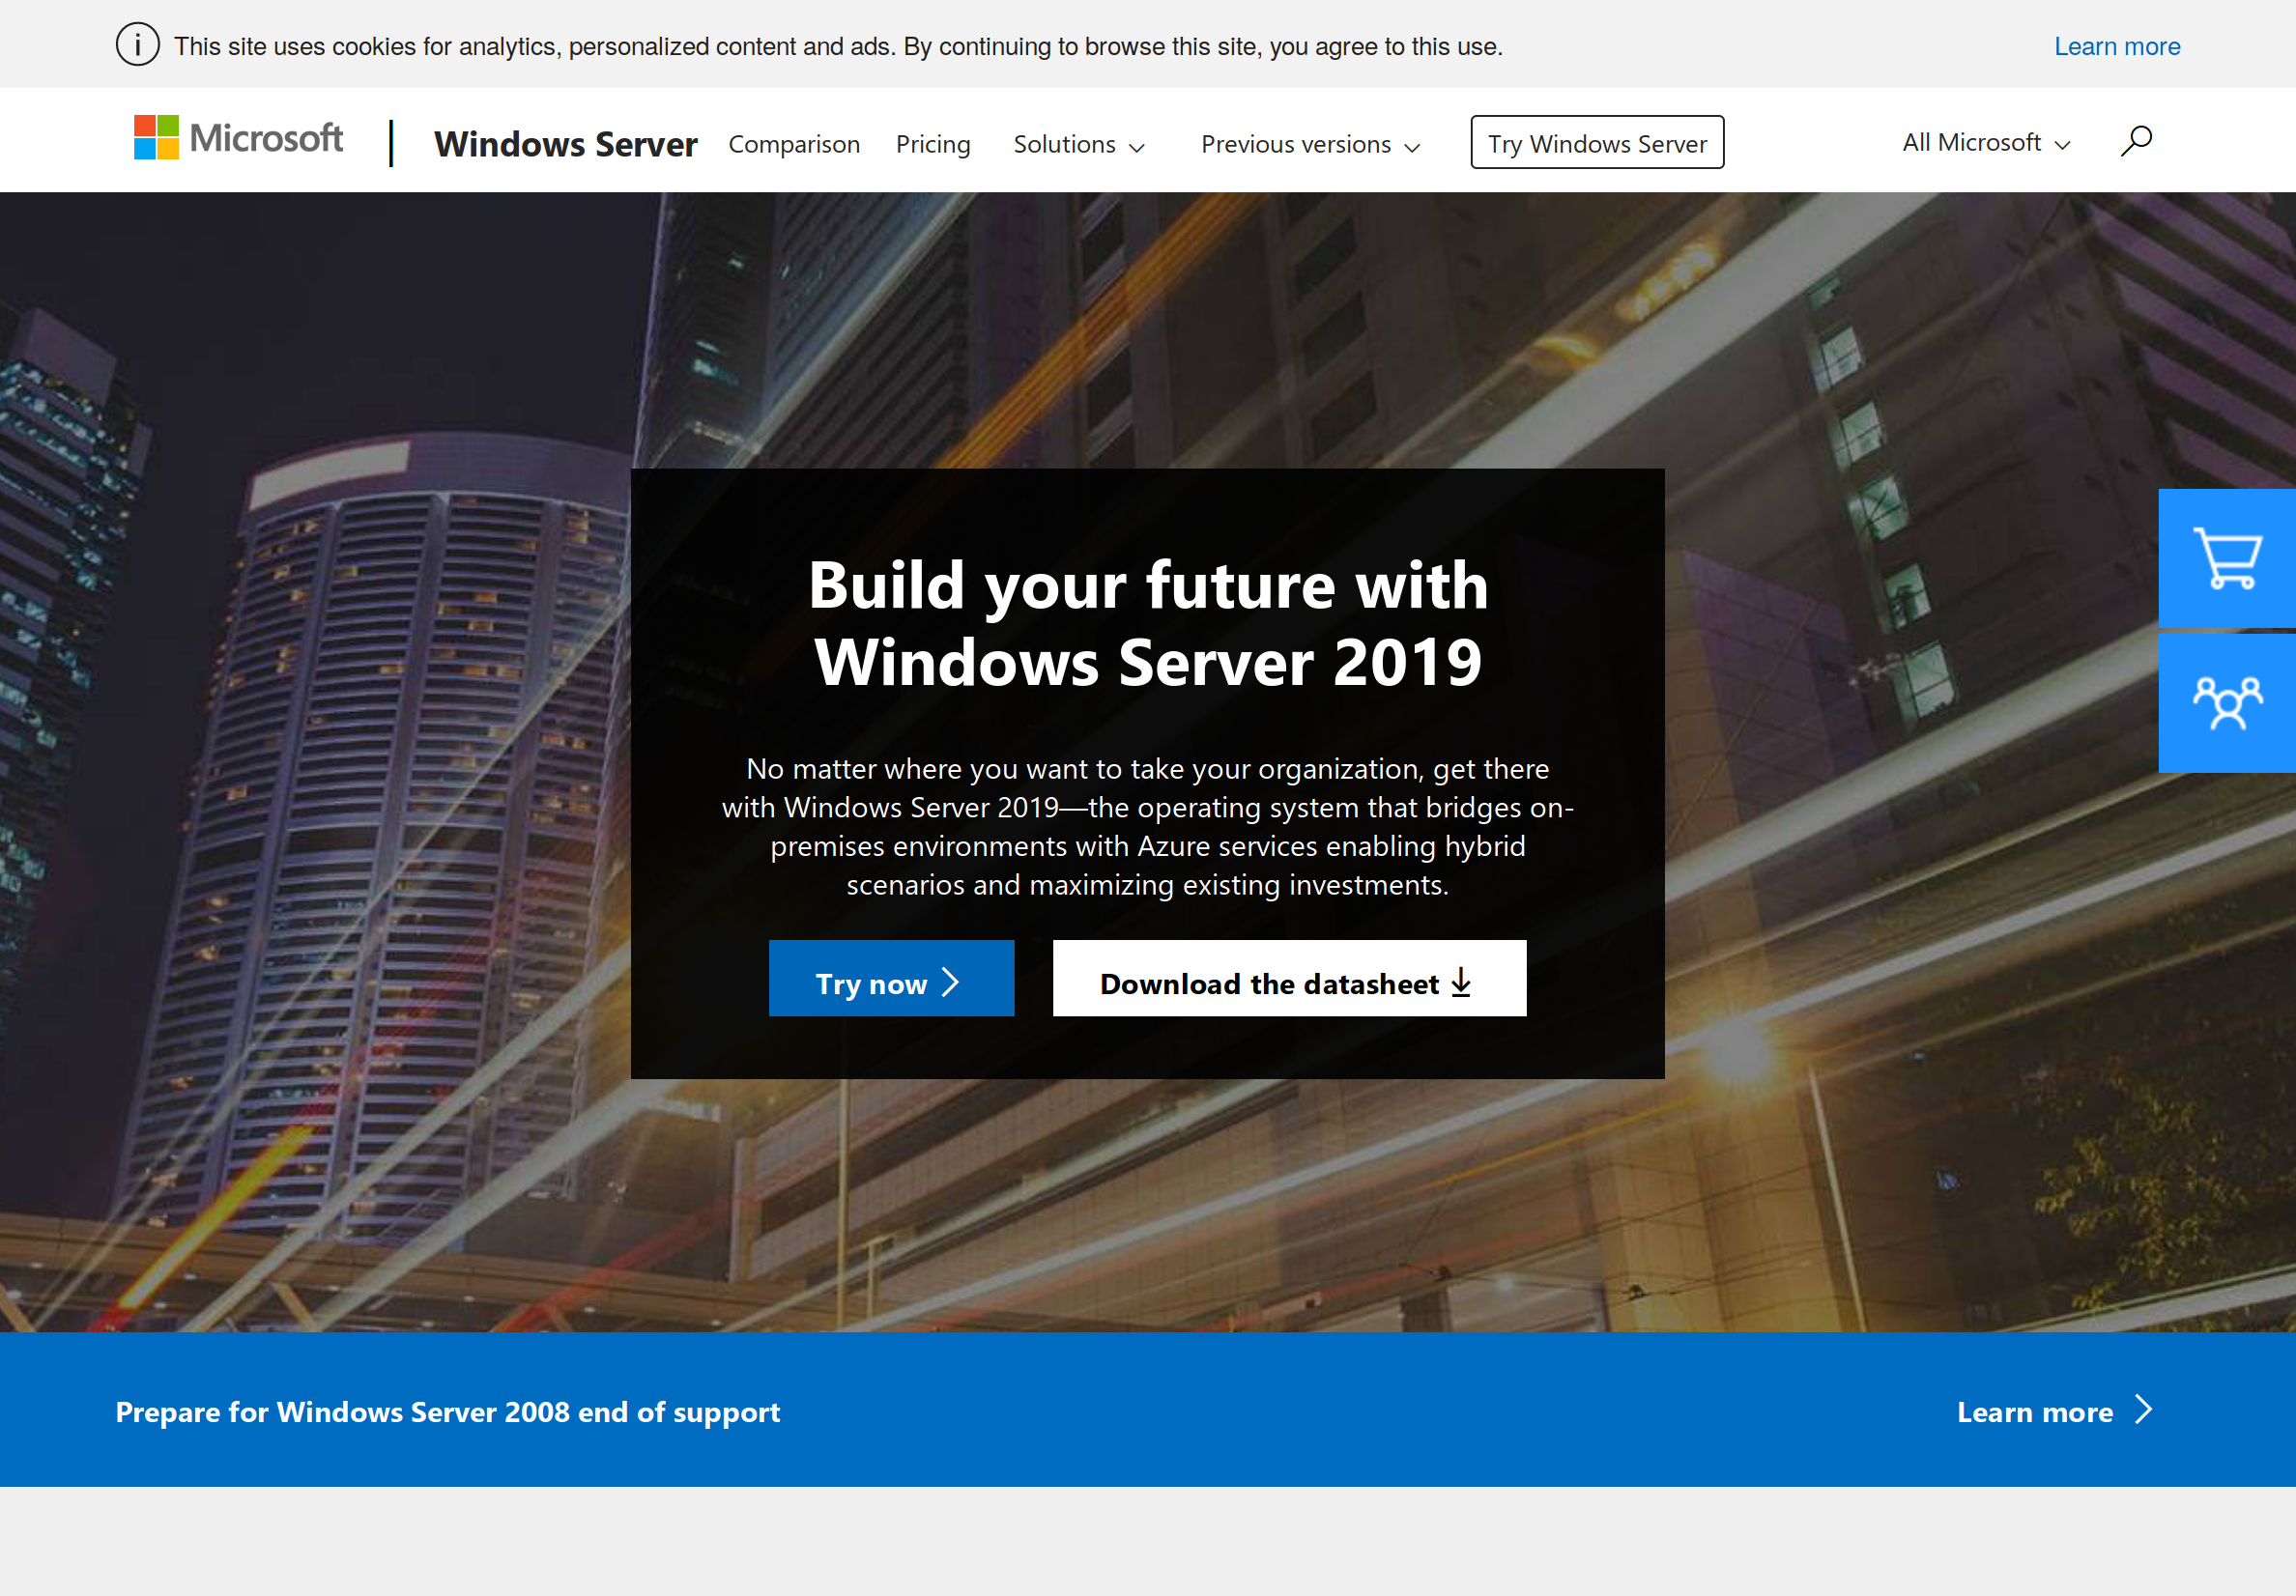 This site uses cookies for analytics, personalized content and ads. By continuing to browse this site, you agree to this use.
Learn more
Microsoft
Windows Server
Comparison
Pricing
Solutions
Previous versions
Try Windows Server
All Microsoft
Build your future with
Windows Server 2019
No matter where you want to take your organization, get there
with Windows Server 2019—the operating system that bridges on-
premises environments with Azure services enabling hybrid
scenarios and maximizing existing investments.
Try now
Download the datasheet
Prepare for Windows Server 2008 end of support
Learn more